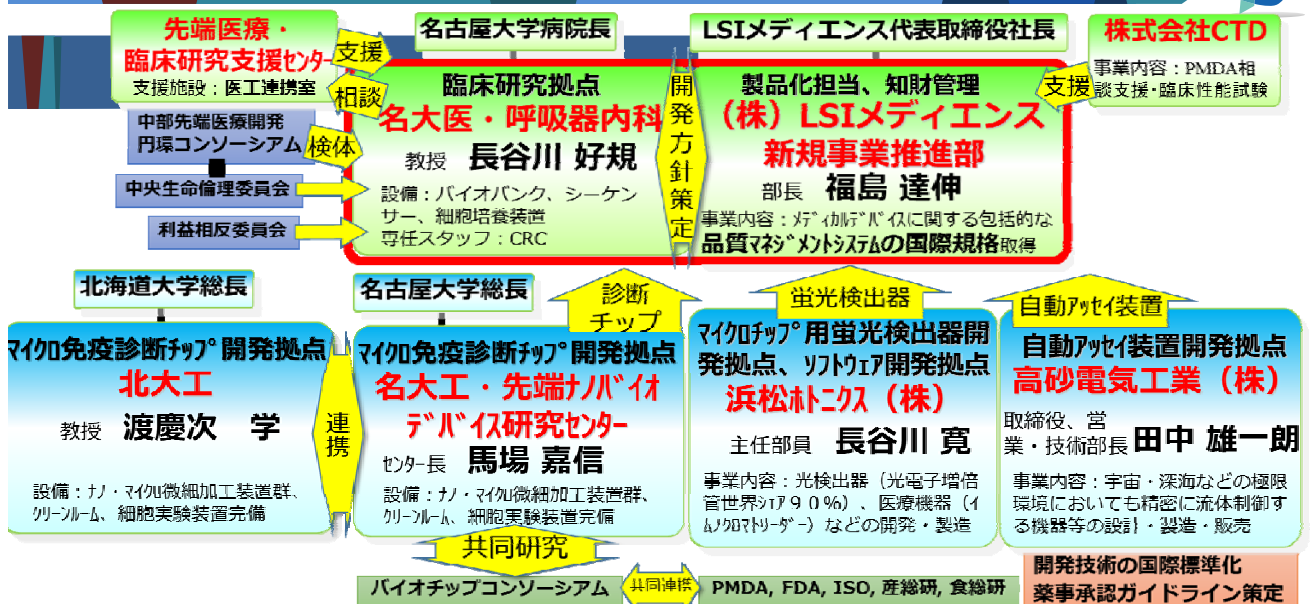 先端医療・
臨床研究支援センター
支援施設：医工連携室
支援
相談
名古屋大学病院長
LSIメディエンス代表取締役社長
株式会社CTD
事業内容：PMDA相
談支援・臨床性能試験
支援
中部先端医療開発
円環コンソーシアム
検体
中央生命倫理委員会
利益相反委員会
臨床研究拠点
名大医・呼吸器内科
教授 長谷川 好規
設備：バイオバンク、シーケン
サー、細胞培養装置
専任スタッフ：CRC
開発方針策定
製品化担当、知財管理
（株）LSIメディエンス
新規事業推進部
部長 福島 達伸
事業内容：メディカルデバイスに関する包括的な
品質マネジメントシステムの国際規格取得
診断
チップ
蛍光検出器
自動アッセイ装置
北海道大学総長
マイクロ免疫診断チップ開発拠点
北大工
教授 渡慶次 学
設備：ナノ・マイクロ微細加工装置群、
クリーンルーム、細胞実験装置完備
連携
名古屋大学総長
マイクロ免疫診断チップ開発拠点
名大工・先端ナノバイオ
デバイス研究センター
センター長 馬場 嘉信
設備：ナノ・マイクロ微細加工装置群、
クリーンルーム、細胞実験装置完備
マイクロチップ用蛍光検出器開
発拠点、ソフトウェア開発拠点
浜松ホトニクス（株）
主任部員 長谷川 寛
事業内容：光検出器（光電子増倍
管世界シェア９０％）、医療機器（イ
ムノクロマトリーダー）などの開発・製造
自動アッセイ装置開発拠点
高砂電気工業（株）
取締役、営
業・技術部長 田中 雄一朗
事業内容：宇宙・深海などの極限
環境においても精密に流体制御す
る機器等の設計・製造・販売
共同研究
バイオチップコンソーシアム
共同連携
PMDA, FDA, ISO, 産総研, 食総研
開発技術の国際標準化
薬事承認ガイドライン策定